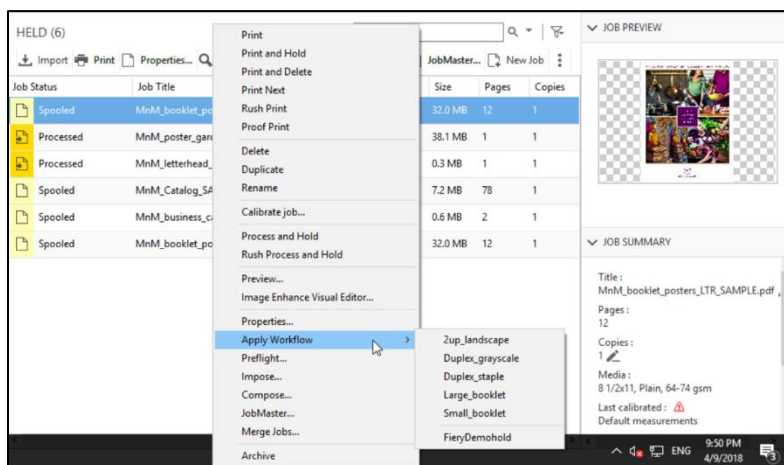 HELD (6)
Import Print Properties...
JobMaster... New Job
Job Status Job Title Size Pages Copies
Spooled MnM_booklet_po 32.0 MB 12 1
Processed MnM_poster_gar 38.1 MB 1 1
Processed MnM_letterhead_ 0.3 MB 1 1
Spooled MnM_Catalog_SA 7.2 MB 78 1
Spooled MnM_business_c 0.6 MB 2 1
Spooled MnM_booklet_po 32.0 MB 12 1
Print
Print and Hold
Print and Delete
Print Next
Rush Print
Proof Print
Delete
Duplicate
Rename
Calibrate job...
Process and Hold
Rush Process and Hold
Preview...
Image Enhance Visual Editor...
Properties...
Apply Workflow
Preflight...
Impose...
Compose...
JobMaster...
Merge Jobs...
Archive
2up_landscape
Duplex_grayscale
Duplex_staple
Large_booklet
Small_booklet
FieryDemohold
JOB PREVIEW
JOB SUMMARY
Title :
MnM_booklet_posters_LTR_SAMPLE.pdf
Pages :
12
Copies :
1
Media :
8 1/2x11, Plain, 64-74 gsm
Last calibrated :
Default measurements
ENG
9:50 PM
4/9/2018
3